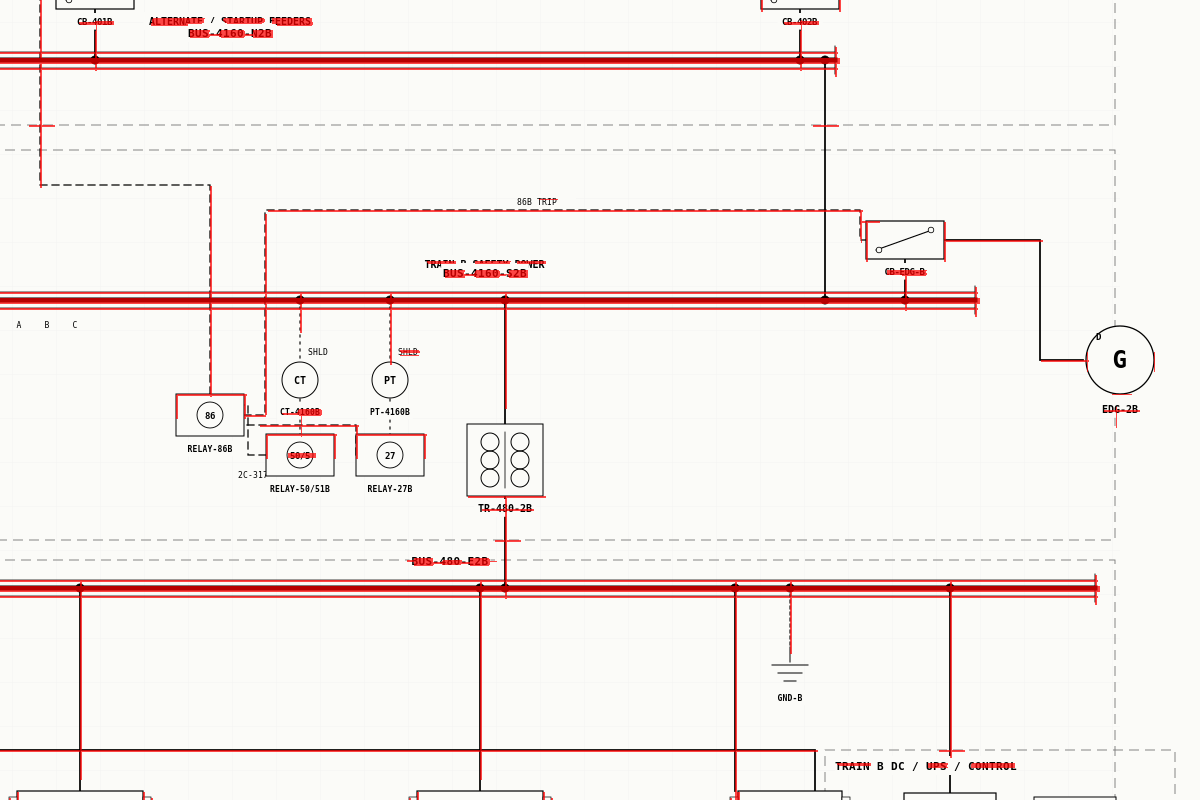 CB-401B
ALTERNATE / STARTUP FEEDERS
CB-402B
BUS-4160-N2B
86B TRIP
TRAIN B SAFETY POWER
BUS-4160-S2B
CB-EDG-B
A B C
D
G
SHLD
SHLD
CT
PT
EDG-2B
CT-4160B
PT-4160B
86
RELAY-86B
50/5
27
2C-317
RELAY-50/51B
RELAY-27B
TR-480-2B
BUS-480-E2B
GND-B
TRAIN B DC / UPS / CONTROL